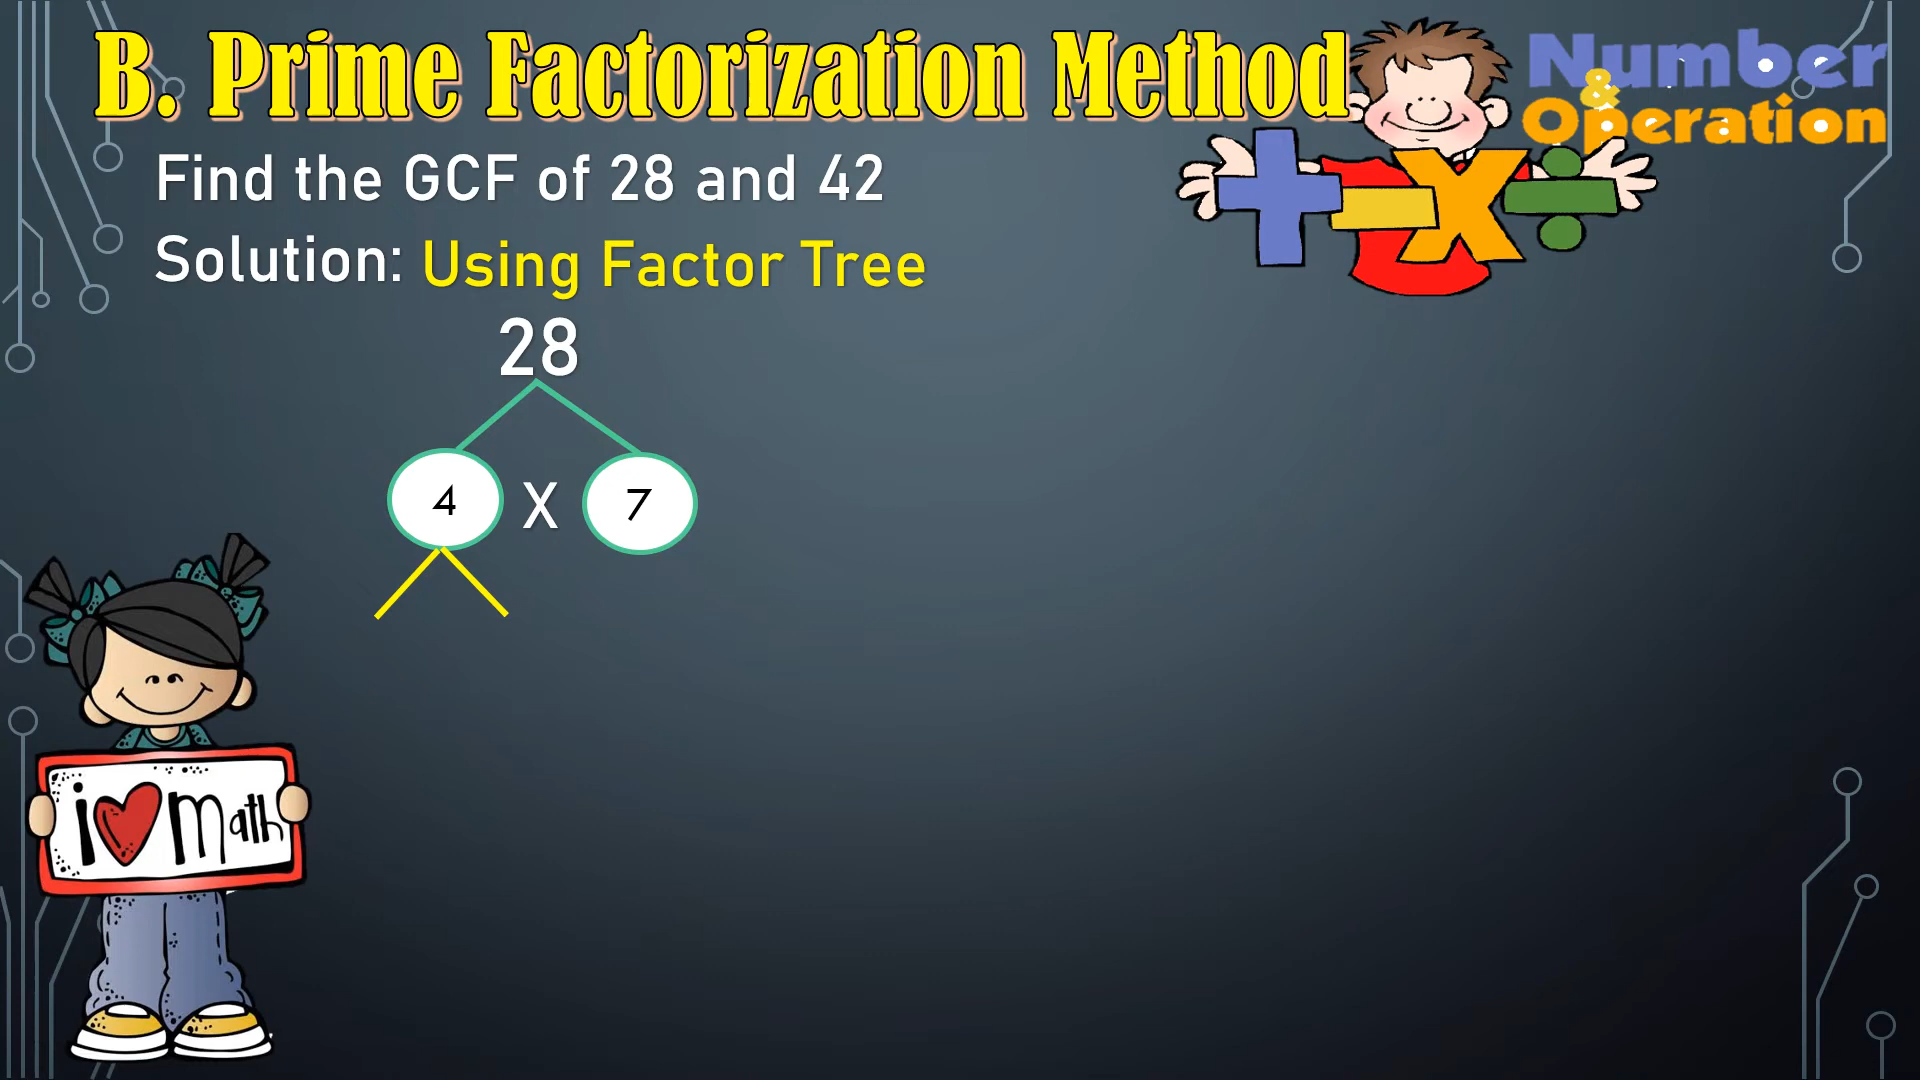 B. Prime Factorization Method
Number
&
Operation
Find the GCF of 28 and 42
Solution: Using Factor Tree
28
4 X 7
+ - X ÷
i ❤ math